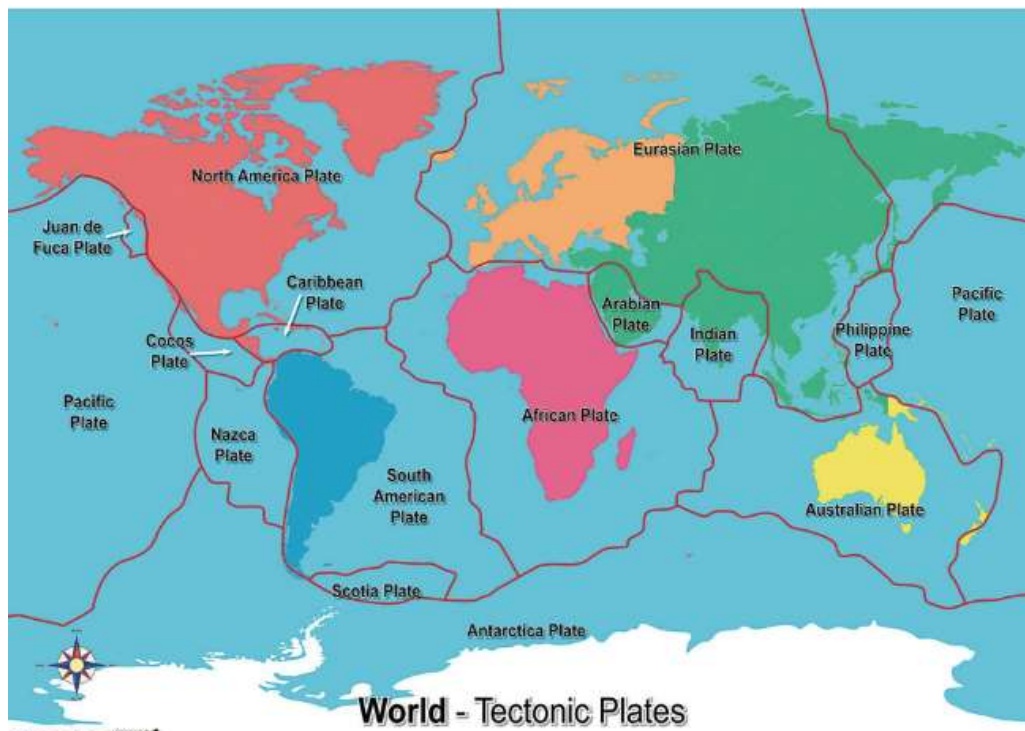 Eurasian Plate
North America Plate
Juan de
Fuca Plate
Caribbean
Plate
Arabian
Plate
Pacific
Plate
Cocos
Plate
Indian
Plate
Philippine
Plate
Pacific
Plate
African Plate
Nazca
Plate
South
American
Plate
Australian Plate
Scotia Plate
Antarctica Plate
World - Tectonic Plates